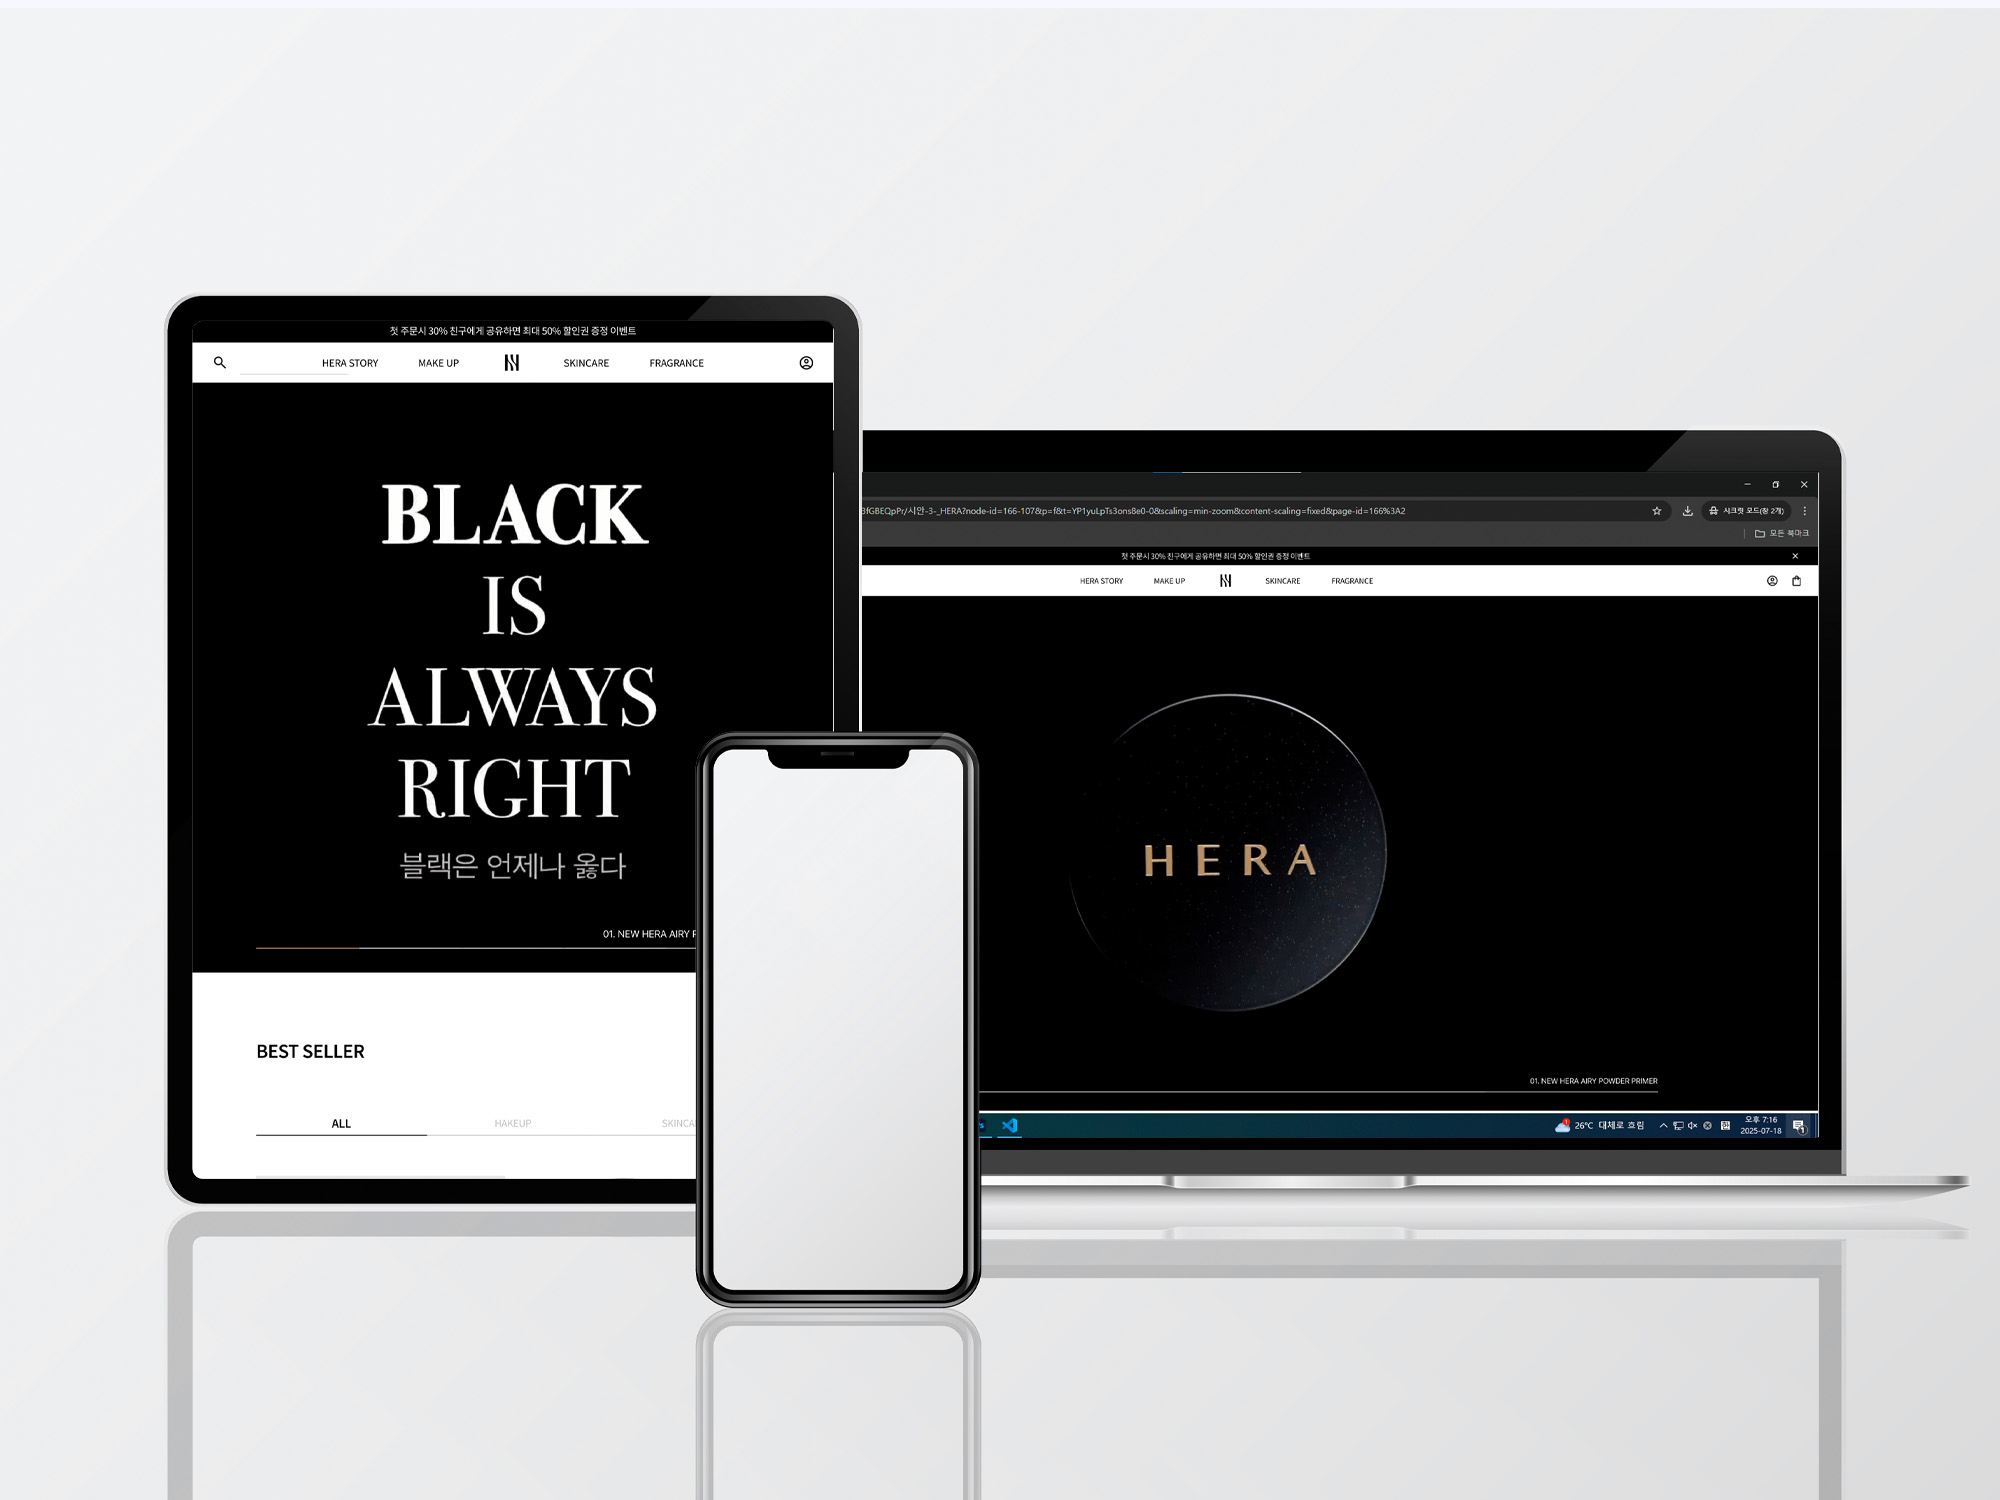 첫 주문시 30% 친구에게 공유하면 최대 50% 할인권 증정 이벤트
HERA STORY MAKE UP SKINCARE FRAGRANCE
BLACK
IS
ALWAYS
RIGHT
블랙은 언제나 옳다
01. NEW HERA AIRY
BEST SELLER
ALL HAKEUP SKINCA
3fGBEQpPr/시안-3-_HERA?node-id=166-107&p=f&t=YP1yuLpTs3ons8e0-0&scaling=min-zoom&content-scaling=fixed&page-id=166%3A2
시크릿 모드(창 2개)
모든 북마크
첫 주문시 30% 친구에게 공유하면 최대 50% 할인권 증정 이벤트
HERA STORY MAKE UP SKINCARE FRAGRANCE
HERA
01. NEW HERA AIRY POWDER PRIMER
26°C 대체로 흐림
오후 7:16
2025-07-18
1